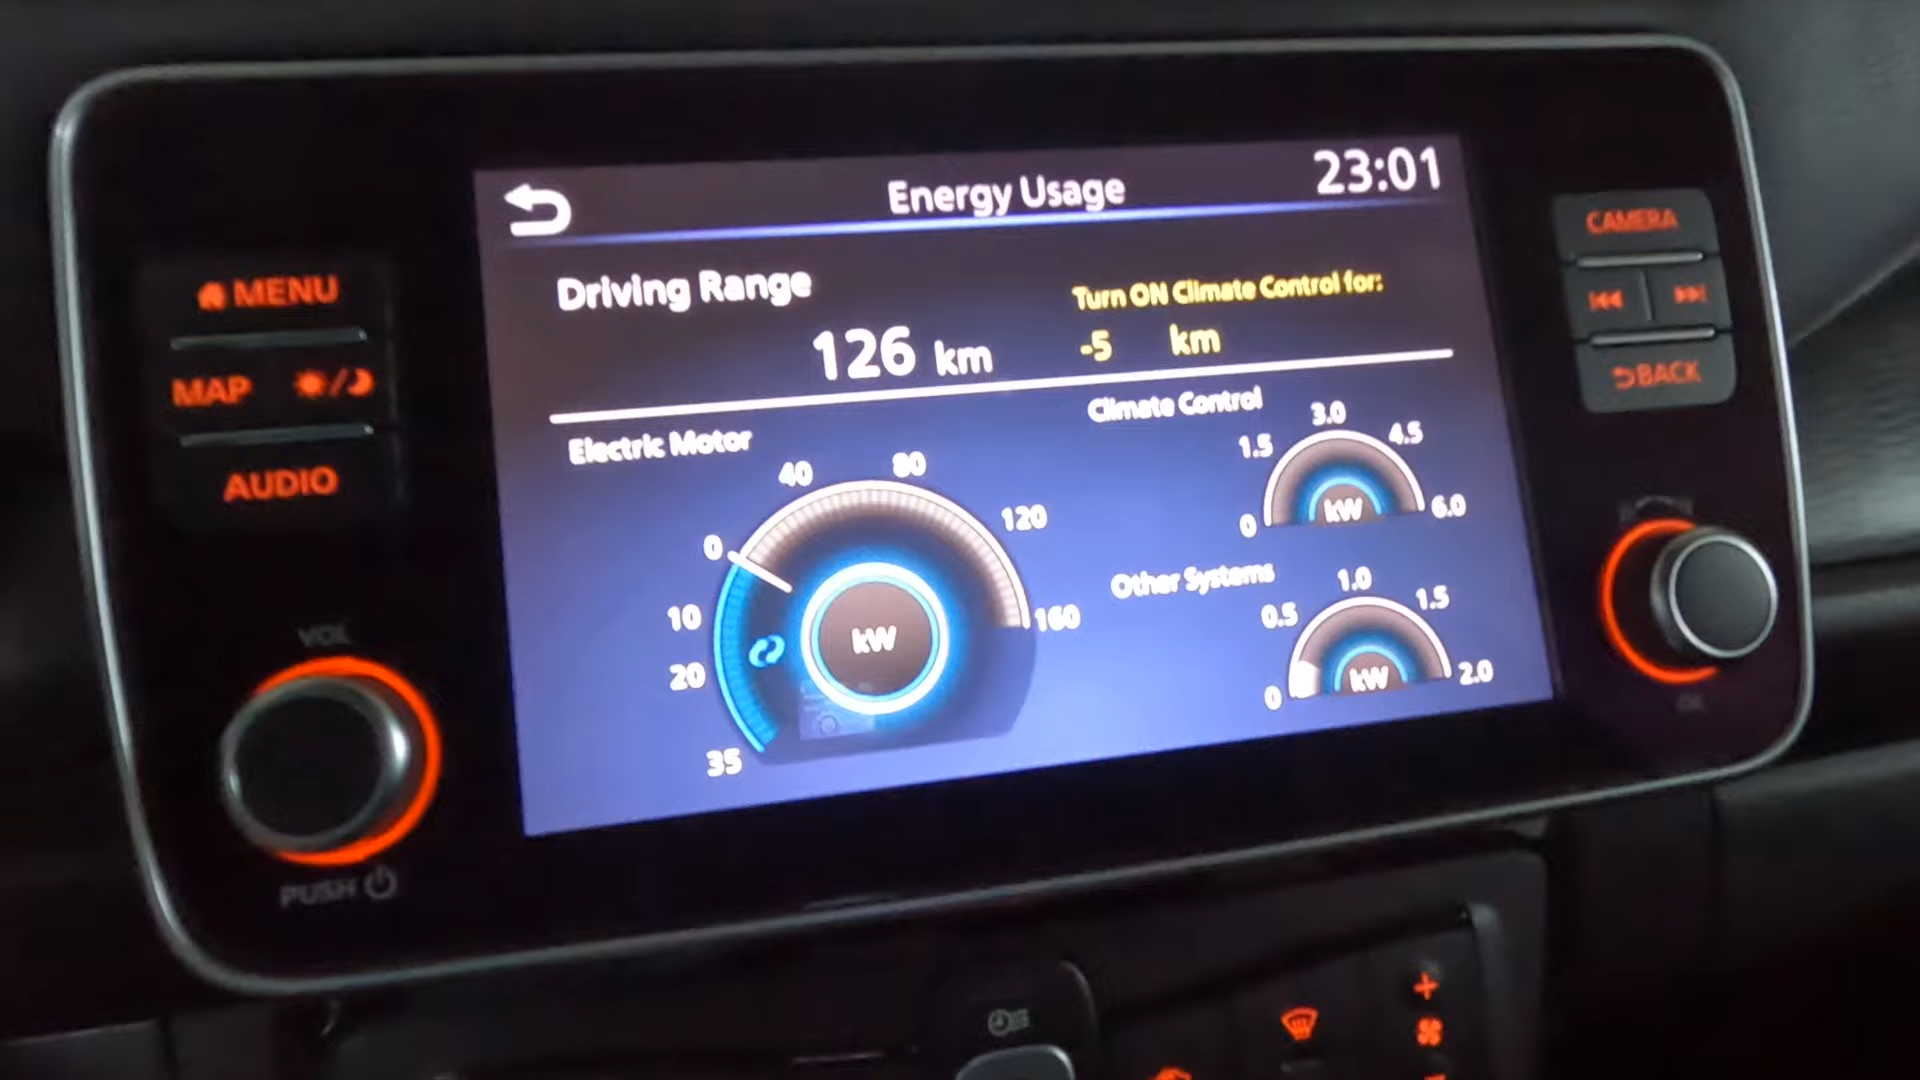 Energy Usage
23:01
Driving Range
126 km
Turn ON Climate Control for:
-5 km
Electric Motor
0
40
80
120
160
10
20
35
kW
Climate Control
0
1.5
3.0
4.5
6.0
kW
Other Systems
0
0.5
1.0
1.5
2.0
kW
MENU
MAP
AUDIO
VOL
PUSH
CAMERA
BACK